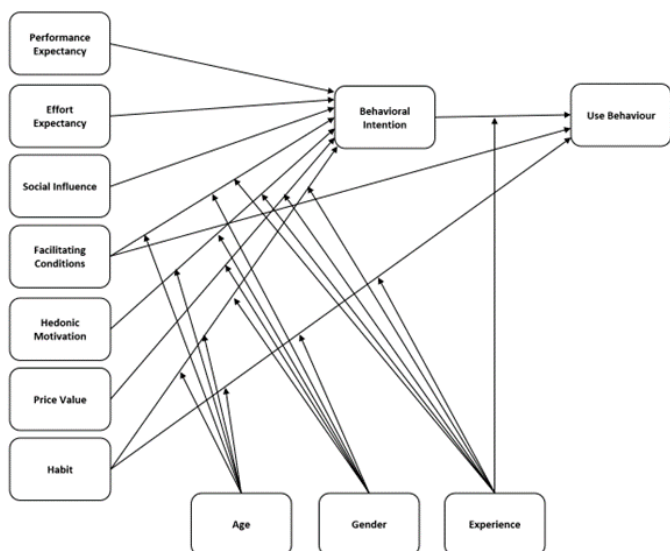 Performance
Expectancy
Effort
Expectancy
Social Influence
Facilitating
Conditions
Hedonic
Motivation
Price Value
Habit
Behavioral
Intention
Use Behaviour
Age
Gender
Experience